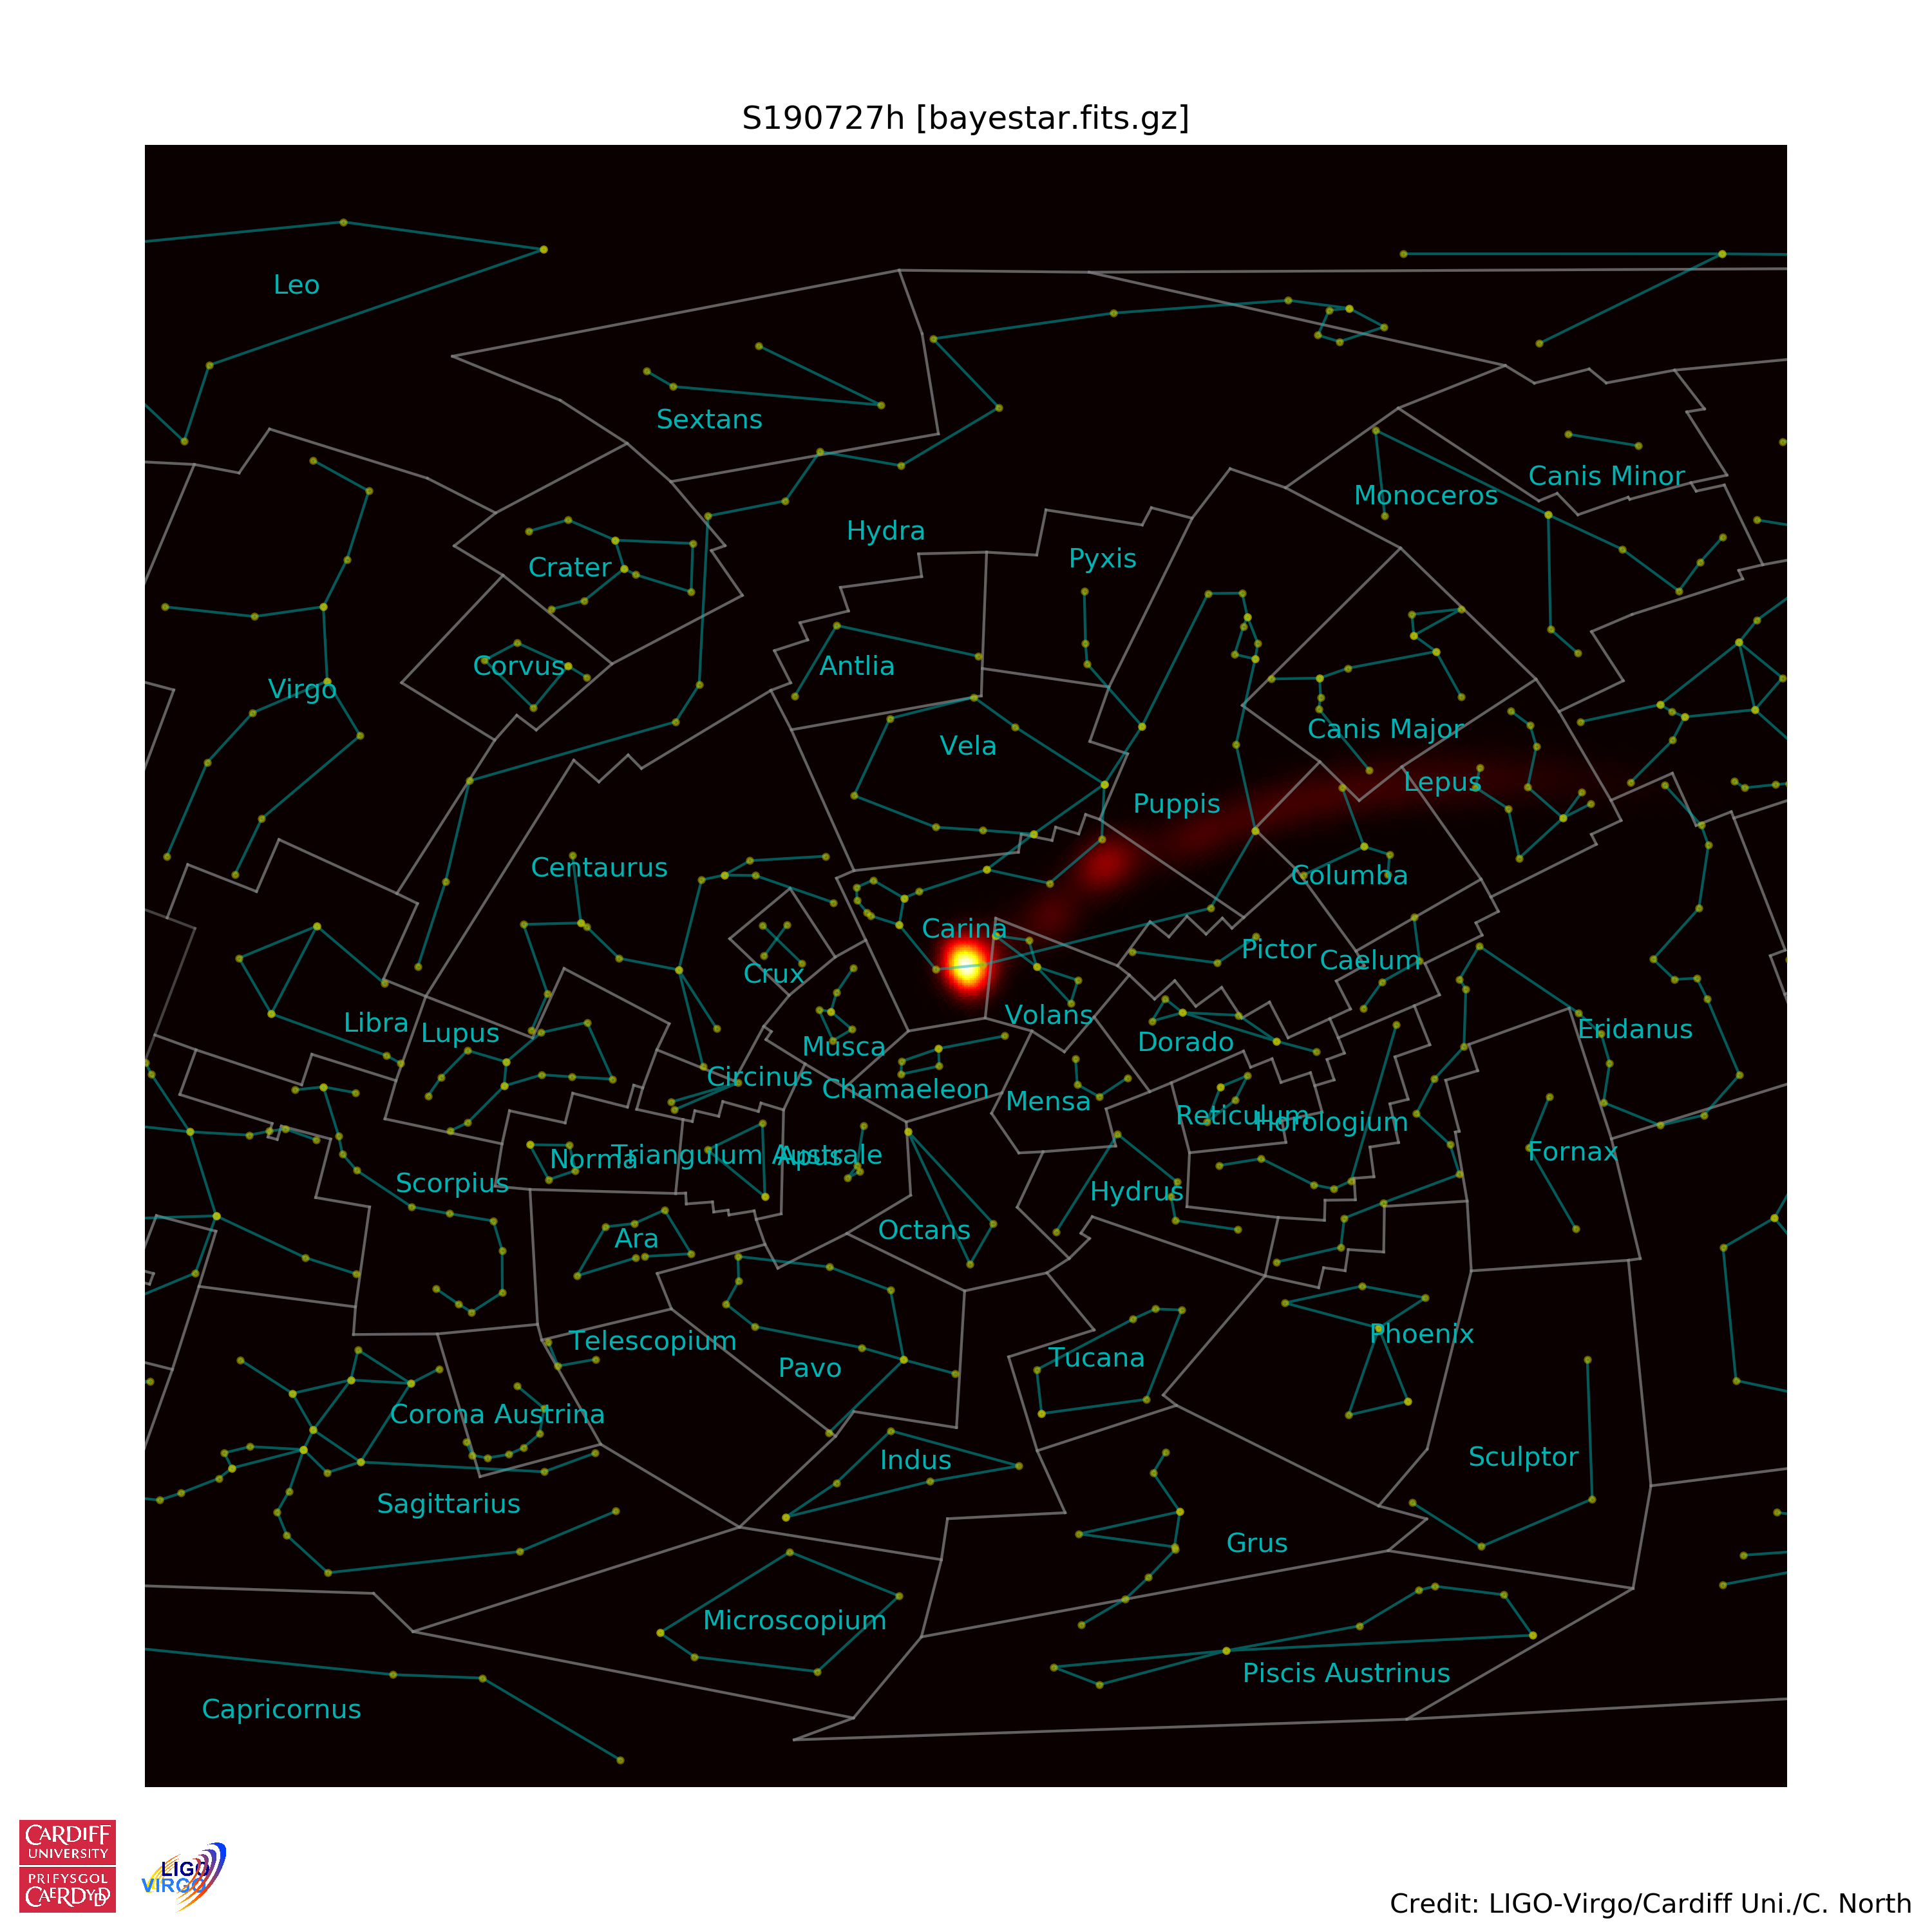 S190727h [bayestar.fits.gz]
Leo
Sextans
Canis Minor
Monoceros
Hydra
Pyxis
Crater
Corvus
Antlia
Virgo
Canis Major
Vela
Lepus
Puppis
Centaurus
Columba
Carina
Pictor
Caelum
Crux
Volans
Libra
Lupus
Eridanus
Dorado
Musca
Circinus
Chamaeleon
Mensa
Reticulum
Horologium
Fornax
Norma
Triangulum Australe
Apus
Scorpius
Hydrus
Octans
Ara
Phoenix
Telescopium
Tucana
Pavo
Corona Austrina
Sculptor
Indus
Sagittarius
Grus
Microscopium
Piscis Austrinus
Capricornus
CARDIFF
UNIVERSITY
PRIFYSGOL
CAERDYDD
LIGO
VIRGO
Credit: LIGO-Virgo/Cardiff Uni./C. North